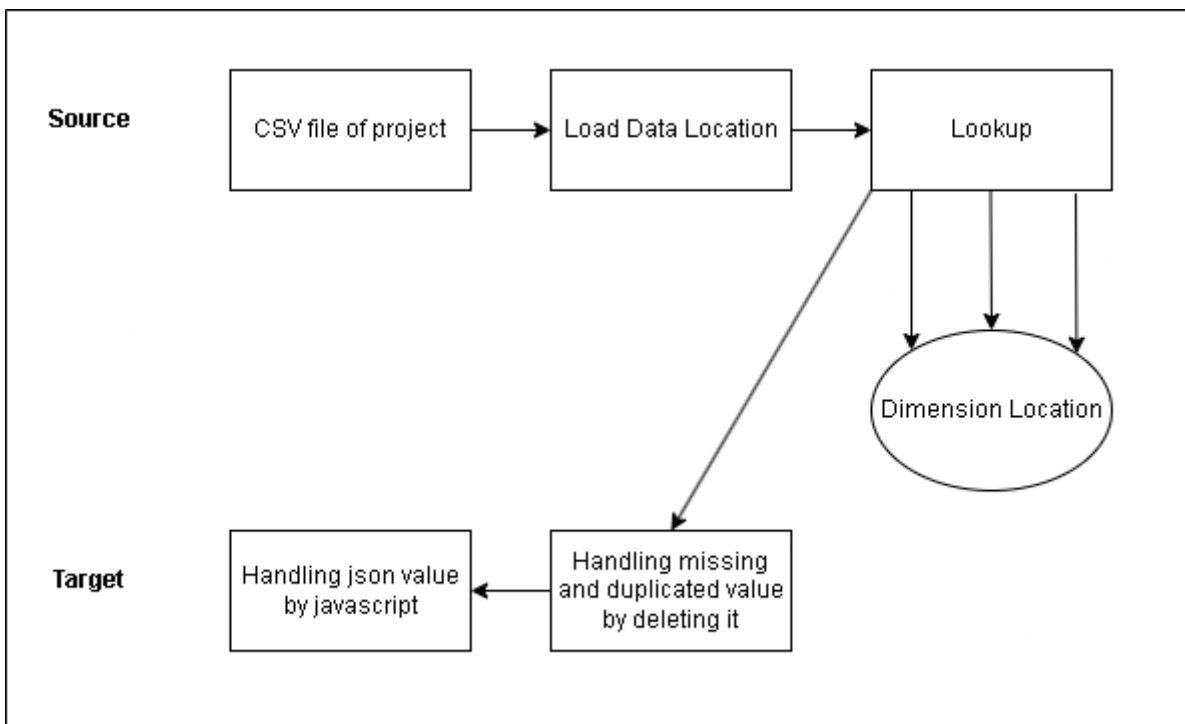 Source
CSV file of project
Load Data Location
Lookup
Dimension Location
Target
Handling json value
by javascript
Handling missing
and duplicated value
by deleting it